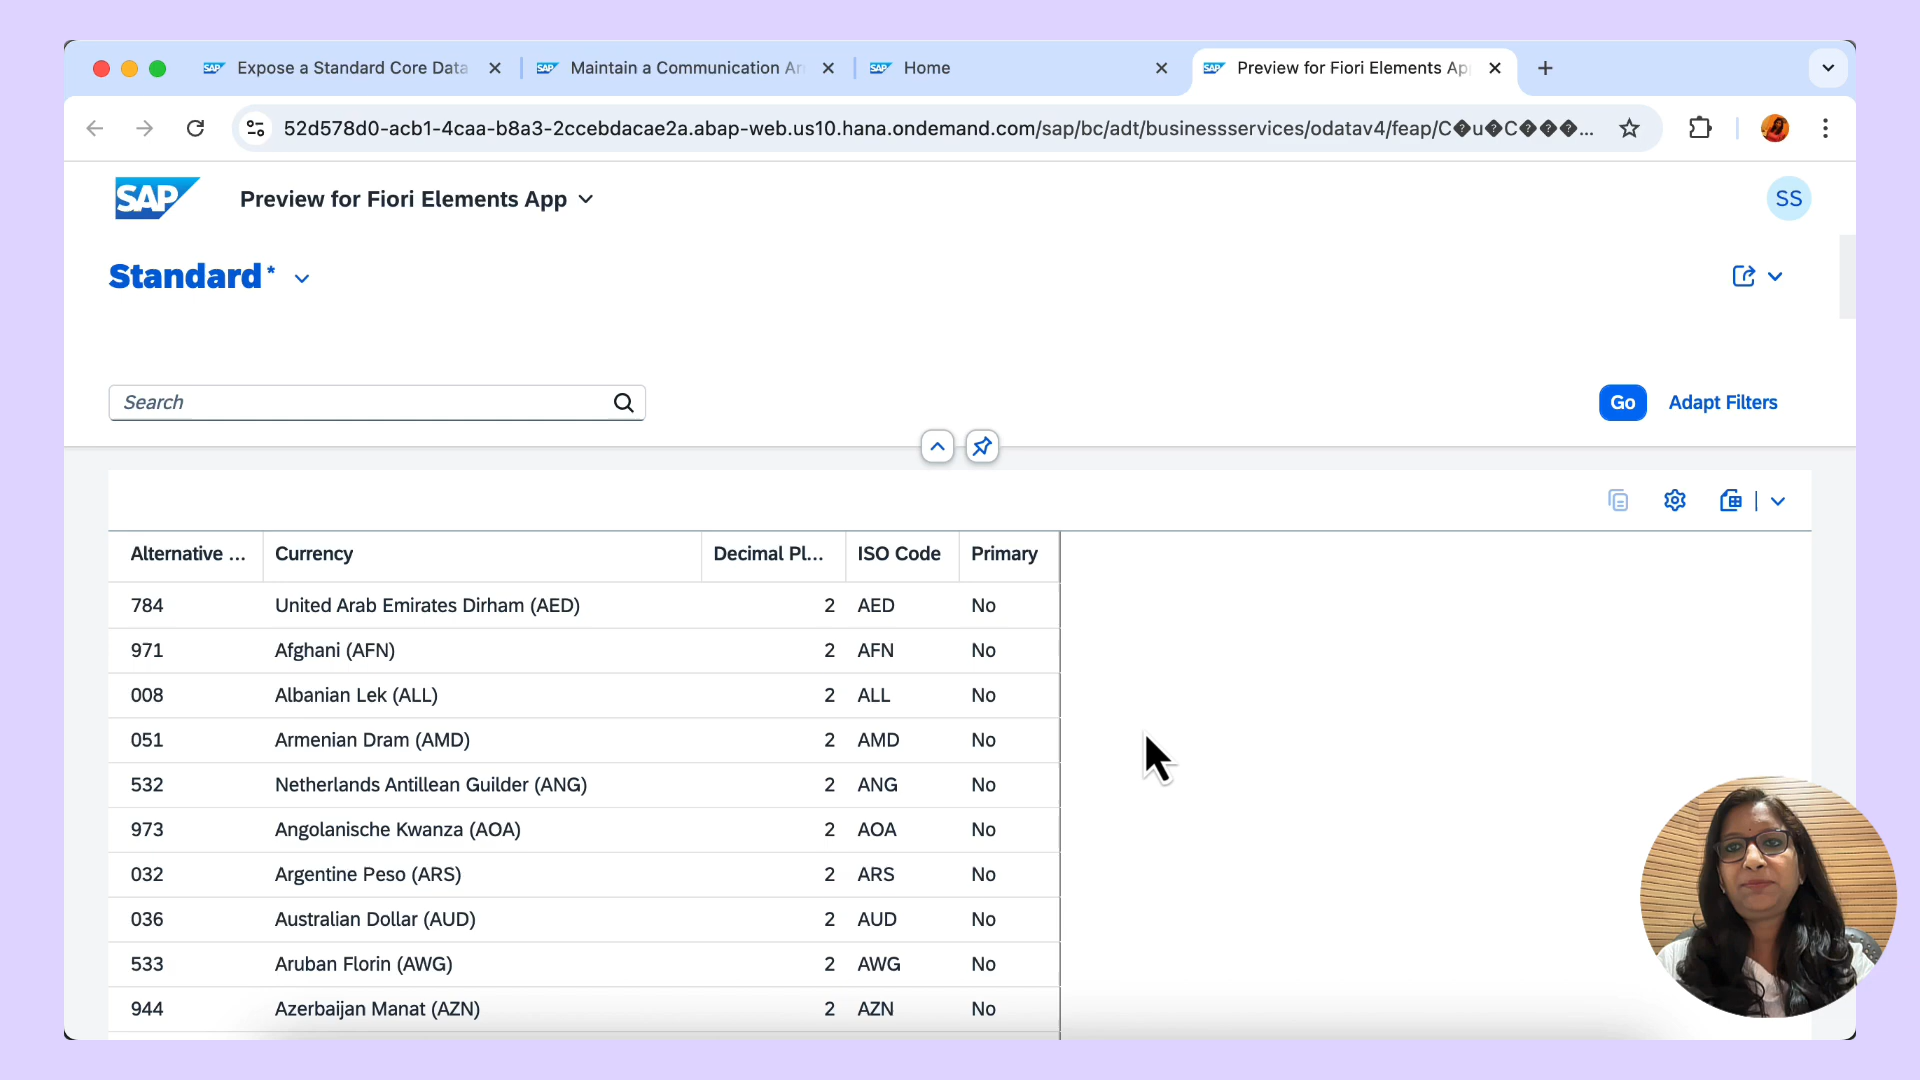 SAP Expose a Standard Core Data SAP Maintain a Communication Ar SAP Home SAP Preview for Fiori Elements Ap
52d578d0-acb1-4caa-b8a3-2ccebdacae2a.abap-web.us10.hana.ondemand.com/sap/bc/adt/businessservices/odatav4/feap/C�u�C����...
SAP Preview for Fiori Elements App SS
Standard*
Search Go Adapt Filters
Alternative ... Currency Decimal Pl... ISO Code Primary
784 United Arab Emirates Dirham (AED) 2 AED No
971 Afghani (AFN) 2 AFN No
008 Albanian Lek (ALL) 2 ALL No
051 Armenian Dram (AMD) 2 AMD No
532 Netherlands Antillean Guilder (ANG) 2 ANG No
973 Angolanische Kwanza (AOA) 2 AOA No
032 Argentine Peso (ARS) 2 ARS No
036 Australian Dollar (AUD) 2 AUD No
533 Aruban Florin (AWG) 2 AWG No
944 Azerbaijan Manat (AZN) 2 AZN No